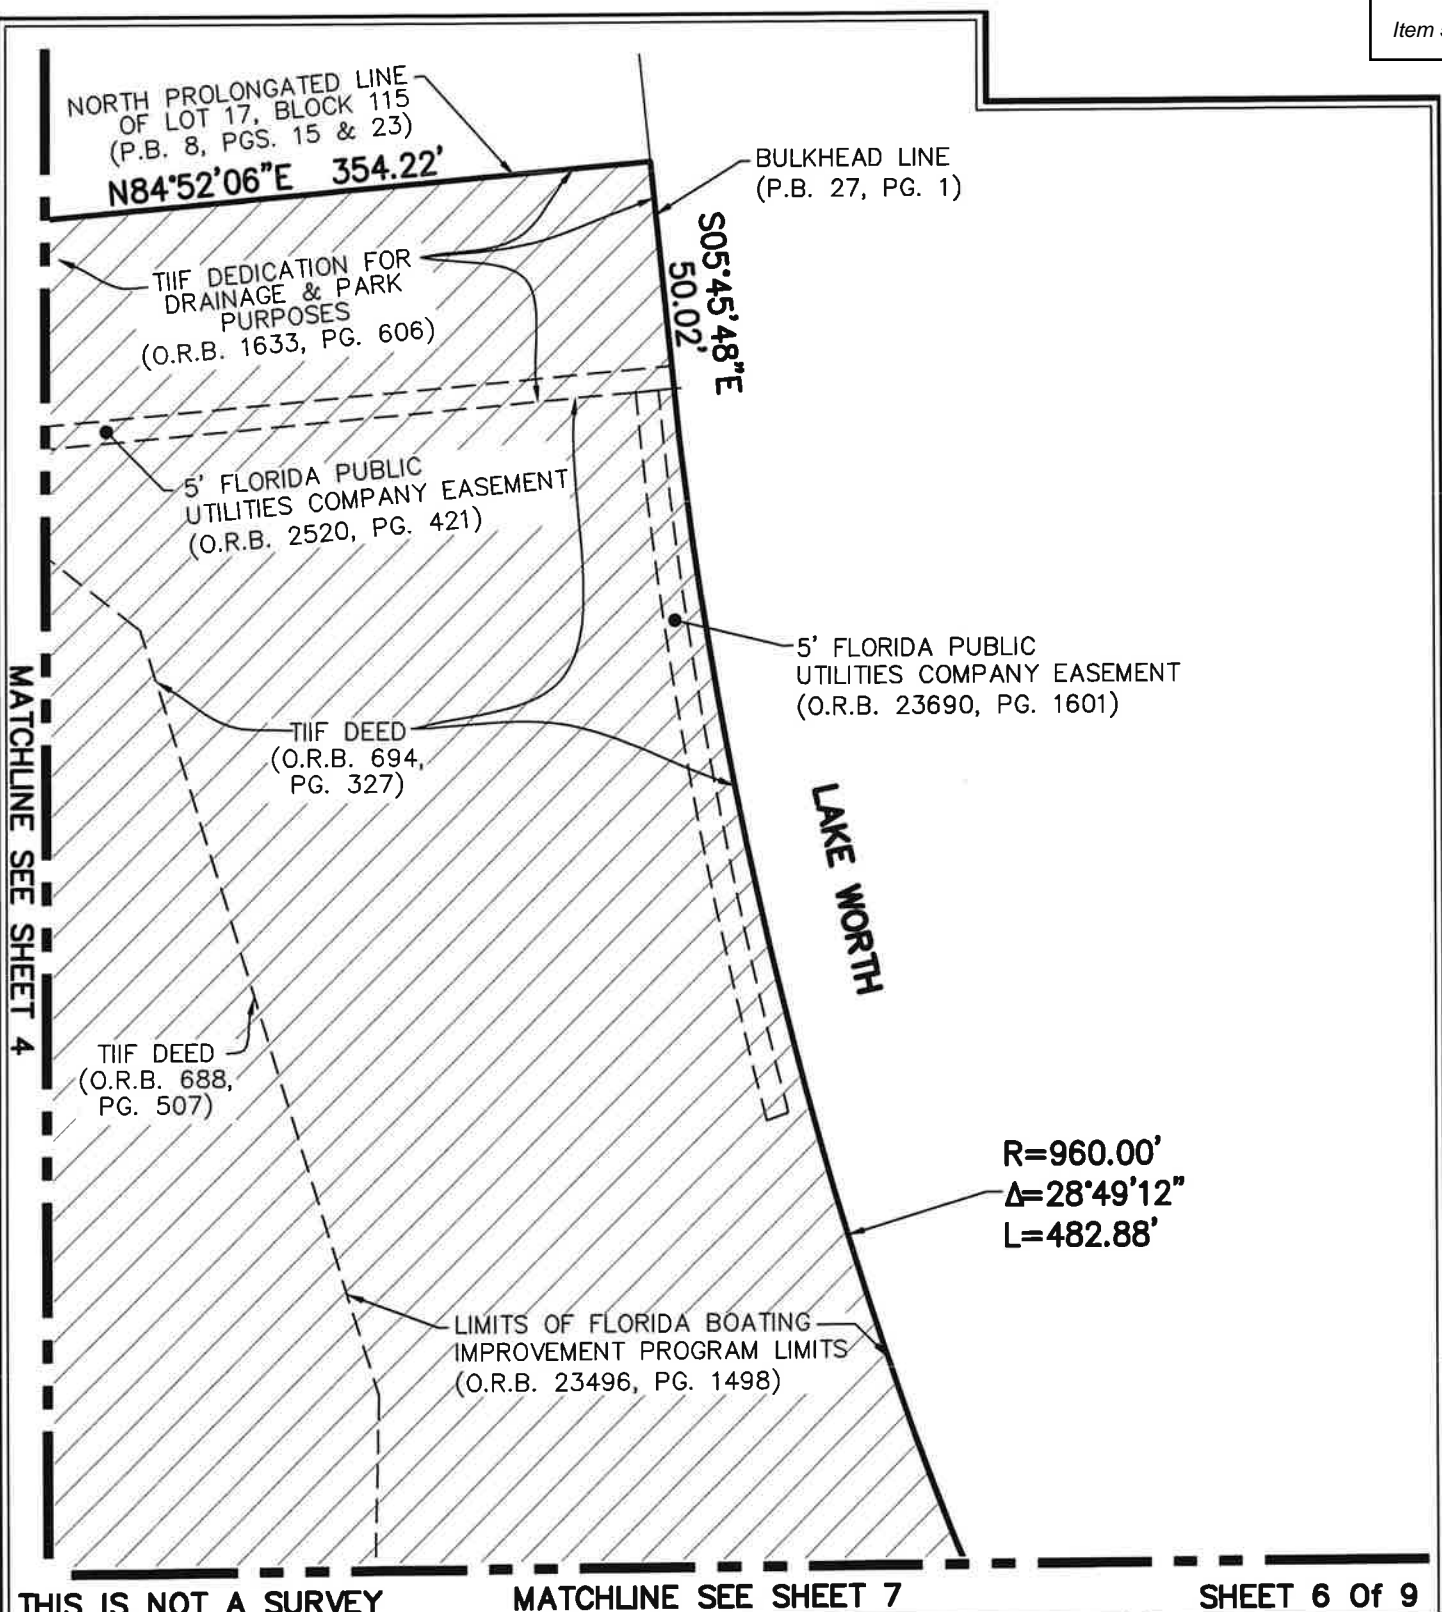 Item
NORTH PROLONGATED LINE
OF LOT 17, BLOCK 115
(P.B. 8, PGS. 15 & 23)
N84°52'06"E 354.22'
BULKHEAD LINE
(P.B. 27, PG. 1)
S05°45'48"E
50.02'
TIIF DEDICATION FOR
DRAINAGE & PARK
PURPOSES
(O.R.B. 1633, PG. 606)
5' FLORIDA PUBLIC
UTILITIES COMPANY EASEMENT
(O.R.B. 2520, PG. 421)
5' FLORIDA PUBLIC
UTILITIES COMPANY EASEMENT
(O.R.B. 23690, PG. 1601)
MATCHLINE SEE SHEET 4
TIIF DEED
(O.R.B. 694,
PG. 327)
LAKE WORTH
TIIF DEED
(O.R.B. 688,
PG. 507)
R=960.00'
Δ=28°49'12"
L=482.88'
LIMITS OF FLORIDA BOATING
IMPROVEMENT PROGRAM LIMITS
(O.R.B. 23496, PG. 1498)
THIS IS NOT A SURVEY
MATCHLINE SEE SHEET 7
SHEET 6 Of 9